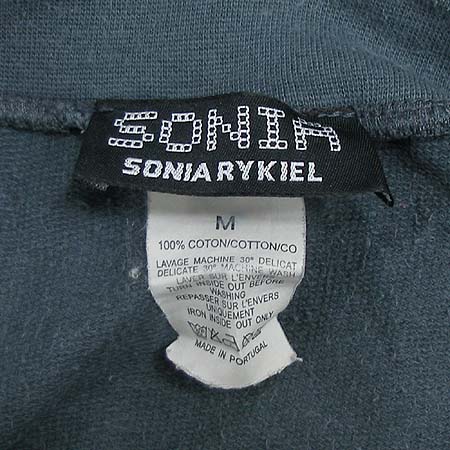 SONIA
SONIA RYKIEL
M
100% COTON/COTTON/CO
LAVAGE MACHINE 30° DELICAT
DELICATE 30° MACHINE WASH
LAVER SUR L'ENVERS
TURN INSIDE OUT BEFORE
WASHING
REPASSER SUR L'ENVERS
UNIQUEMENT
IRON INSIDE OUT ONLY
MADE IN PORTUGAL